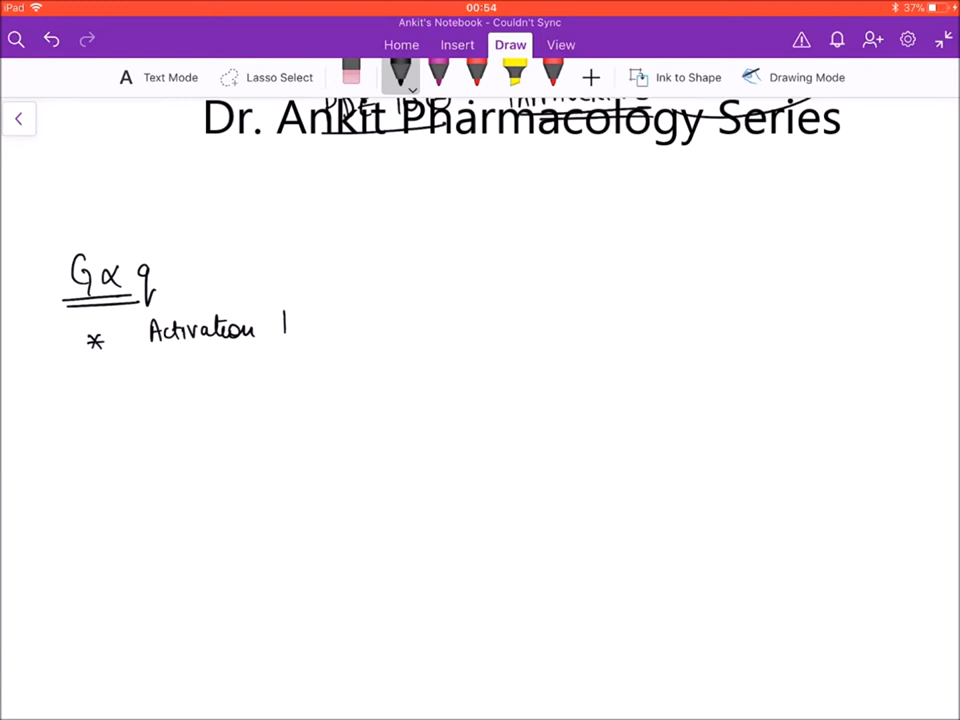 iPad 00:54 37%
Ankit's Notebook - Couldn't Sync
Home Insert Draw View
A Text Mode Lasso Select Ink to Shape Drawing Mode
Dr. Ankit Pharmacology Series
G∝ q
* Activation